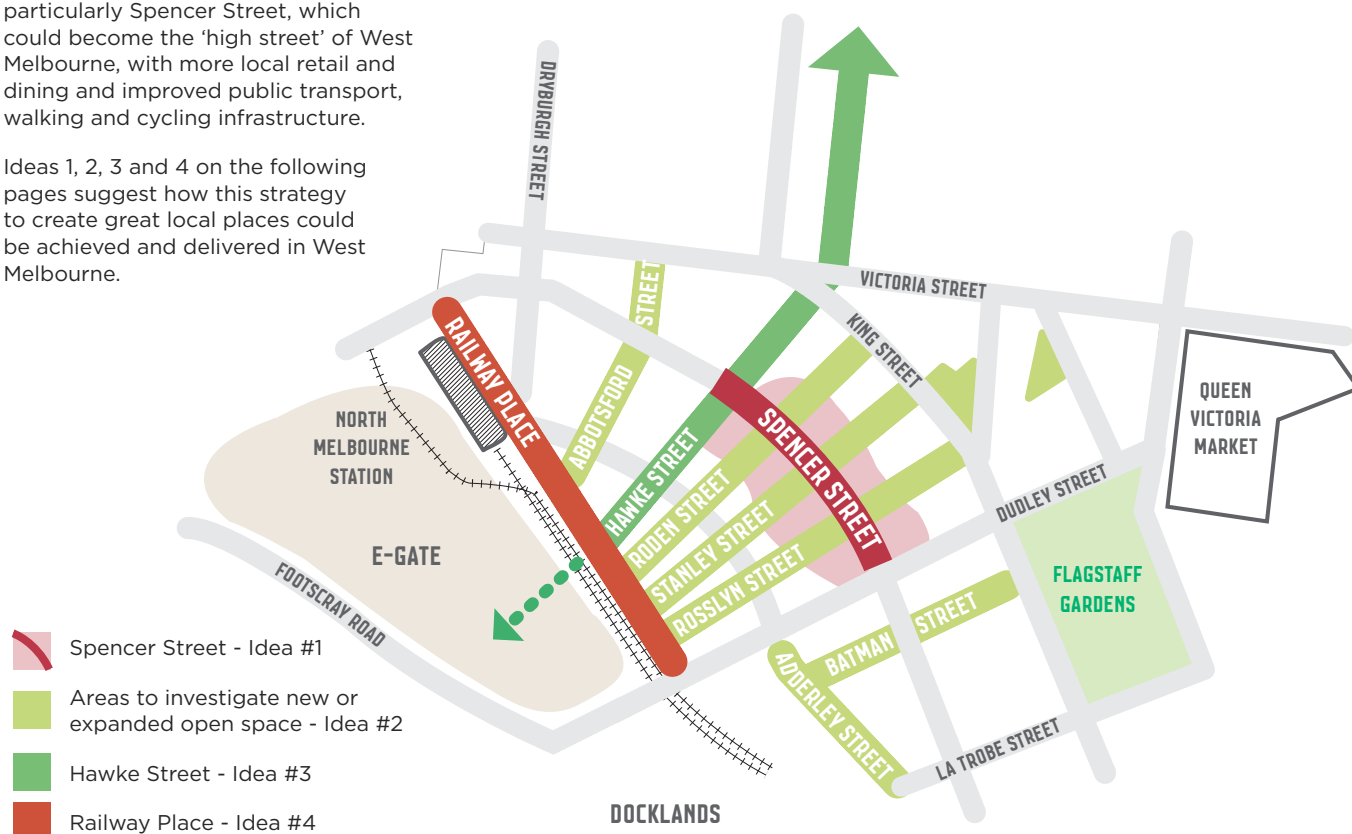 particularly Spencer Street, which
could become the ‘high street’ of West
Melbourne, with more local retail and
dining and improved public transport,
walking and cycling infrastructure.
Ideas 1, 2, 3 and 4 on the following
pages suggest how this strategy
to create great local places could
be achieved and delivered in West
Melbourne.
DRYBURGH STREET
VICTORIA STREET
KING STREET
RAILWAY PLACE
ABBOTSFORD STREET
HAWKE STREET
RODEN STREET
STANLEY STREET
ROSSLYN STREET
SPENCER STREET
DUDLEY STREET
QUEEN
VICTORIA
MARKET
NORTH
MELBOURNE
STATION
E-GATE
FOOTSCRAY ROAD
FLAGSTAFF
GARDENS
BATMAN STREET
ADDERLEY STREET
LA TROBE STREET
DOCKLANDS
Spencer Street - Idea #1
Areas to investigate new or
expanded open space - Idea #2
Hawke Street - Idea #3
Railway Place - Idea #4